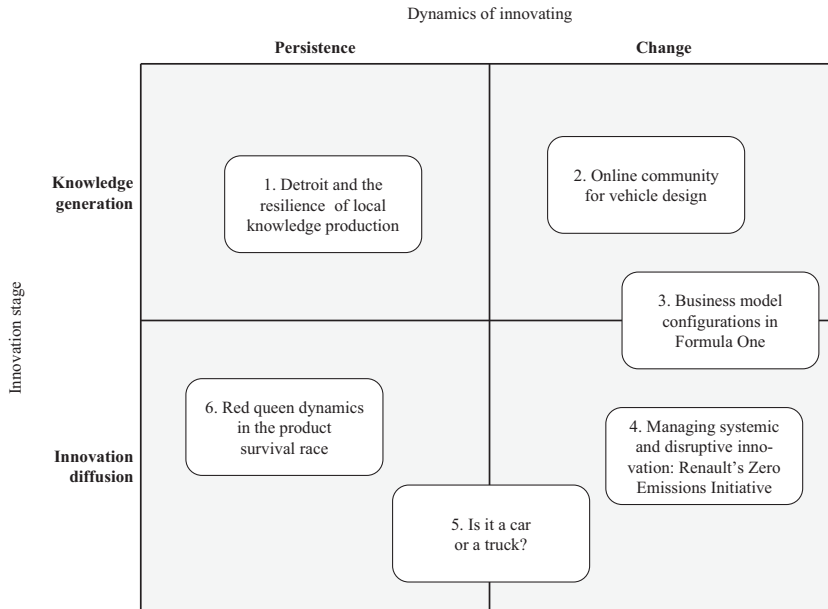 Dynamics of innovating
Persistence
Change
Innovation stage
Knowledge
generation
1. Detroit and the
resilience of local
knowledge production
2. Online community
for vehicle design
3. Business model
configurations in
Formula One
Innovation
diffusion
6. Red queen dynamics
in the product
survival race
4. Managing systemic
and disruptive inno-
vation: Renault's Zero
Emissions Initiative
5. Is it a car
or a truck?